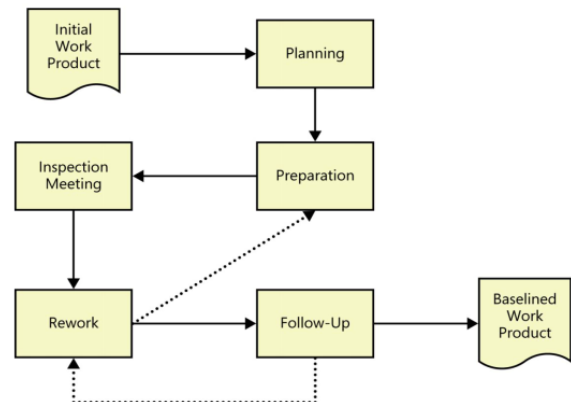 Initial
Work
Product
Planning
Inspection
Meeting
Preparation
Rework
Follow-Up
Baselined
Work
Product